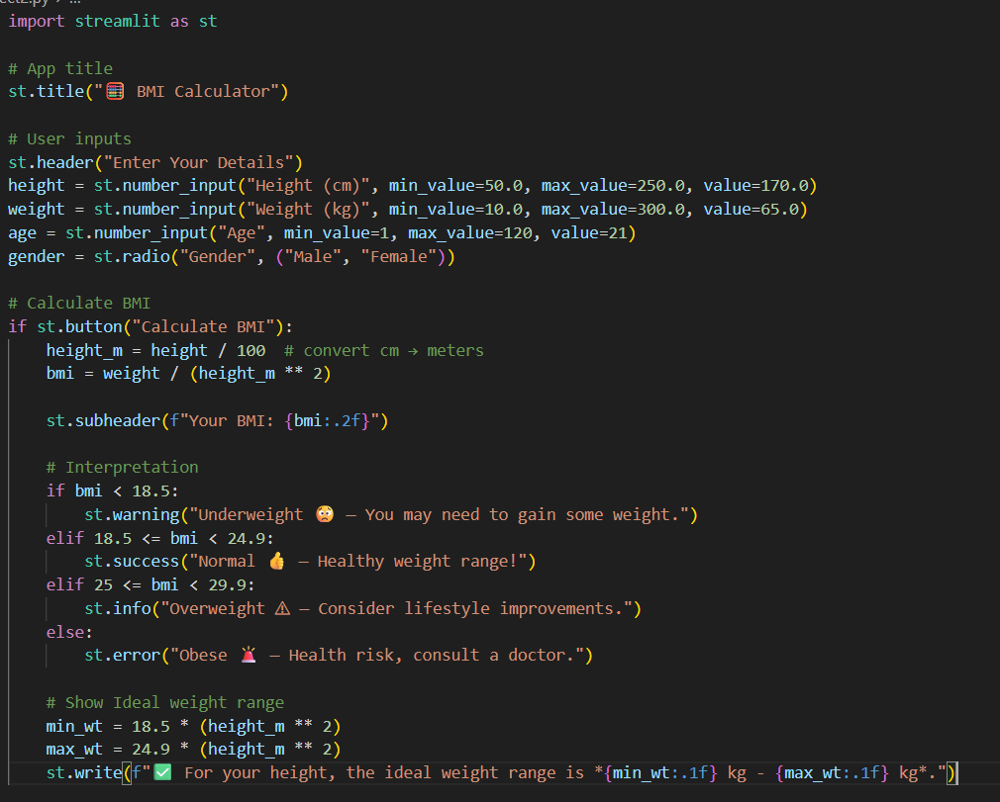 import streamlit as st
# App title
st.title("🧮 BMI Calculator")
# User inputs
st.header("Enter Your Details")
height = st.number_input("Height (cm)", min_value=50.0, max_value=250.0, value=170.0)
weight = st.number_input("Weight (kg)", min_value=10.0, max_value=300.0, value=65.0)
age = st.number_input("Age", min_value=1, max_value=120, value=21)
gender = st.radio("Gender", ("Male", "Female"))
# Calculate BMI
if st.button("Calculate BMI"):
    height_m = height / 100  # convert cm → meters
    bmi = weight / (height_m ** 2)
    st.subheader(f"Your BMI: {bmi:.2f}")
    # Interpretation
    if bmi < 18.5:
        st.warning("Underweight 😨 – You may need to gain some weight.")
    elif 18.5 <= bmi < 24.9:
        st.success("Normal 👍 – Healthy weight range!")
    elif 25 <= bmi < 29.9:
        st.info("Overweight ⚠ – Consider lifestyle improvements.")
    else:
        st.error("Obese 🚨 – Health risk, consult a doctor.")
    # Show Ideal weight range
    min_wt = 18.5 * (height_m ** 2)
    max_wt = 24.9 * (height_m ** 2)
    st.write(f"✅ For your height, the ideal weight range is *{min_wt:.1f} kg - {max_wt:.1f} kg*.")